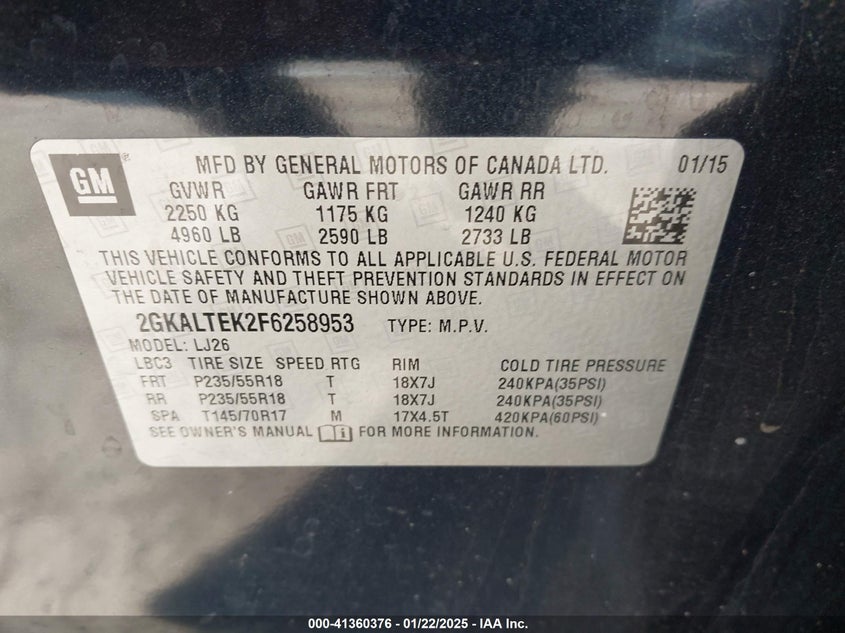 GM
MFD BY GENERAL MOTORS OF CANADA LTD. 01/15
GVWR GAWR FRT GAWR RR
2250 KG 1175 KG 1240 KG
4960 LB 2590 LB 2733 LB
THIS VEHICLE CONFORMS TO ALL APPLICABLE U.S. FEDERAL MOTOR
VEHICLE SAFETY AND THEFT PREVENTION STANDARDS IN EFFECT ON
THE DATE OF MANUFACTURE SHOWN ABOVE.
2GKALTEK2F6258953 TYPE: M.P.V.
MODEL: LJ26
LBC3 TIRE SIZE SPEED RTG RIM COLD TIRE PRESSURE
FRT P235/55R18 T 18X7J 240KPA(35PSI)
RR P235/55R18 T 18X7J 240KPA(35PSI)
SPA T145/70R17 M 17X4.5T 420KPA(60PSI)
SEE OWNER'S MANUAL FOR MORE INFORMATION.
000-41360376 - 01/22/2025 - IAA Inc.